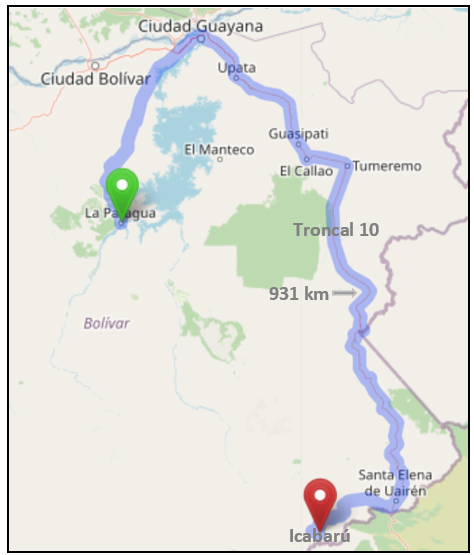 Ciudad Guayana
Ciudad Bolívar
Upata
Guasipati
El Manteco
El Callao
Tumeremo
La Paragua
Troncal 10
931 km
Bolívar
Santa Elena
de Uairén
Icabarú